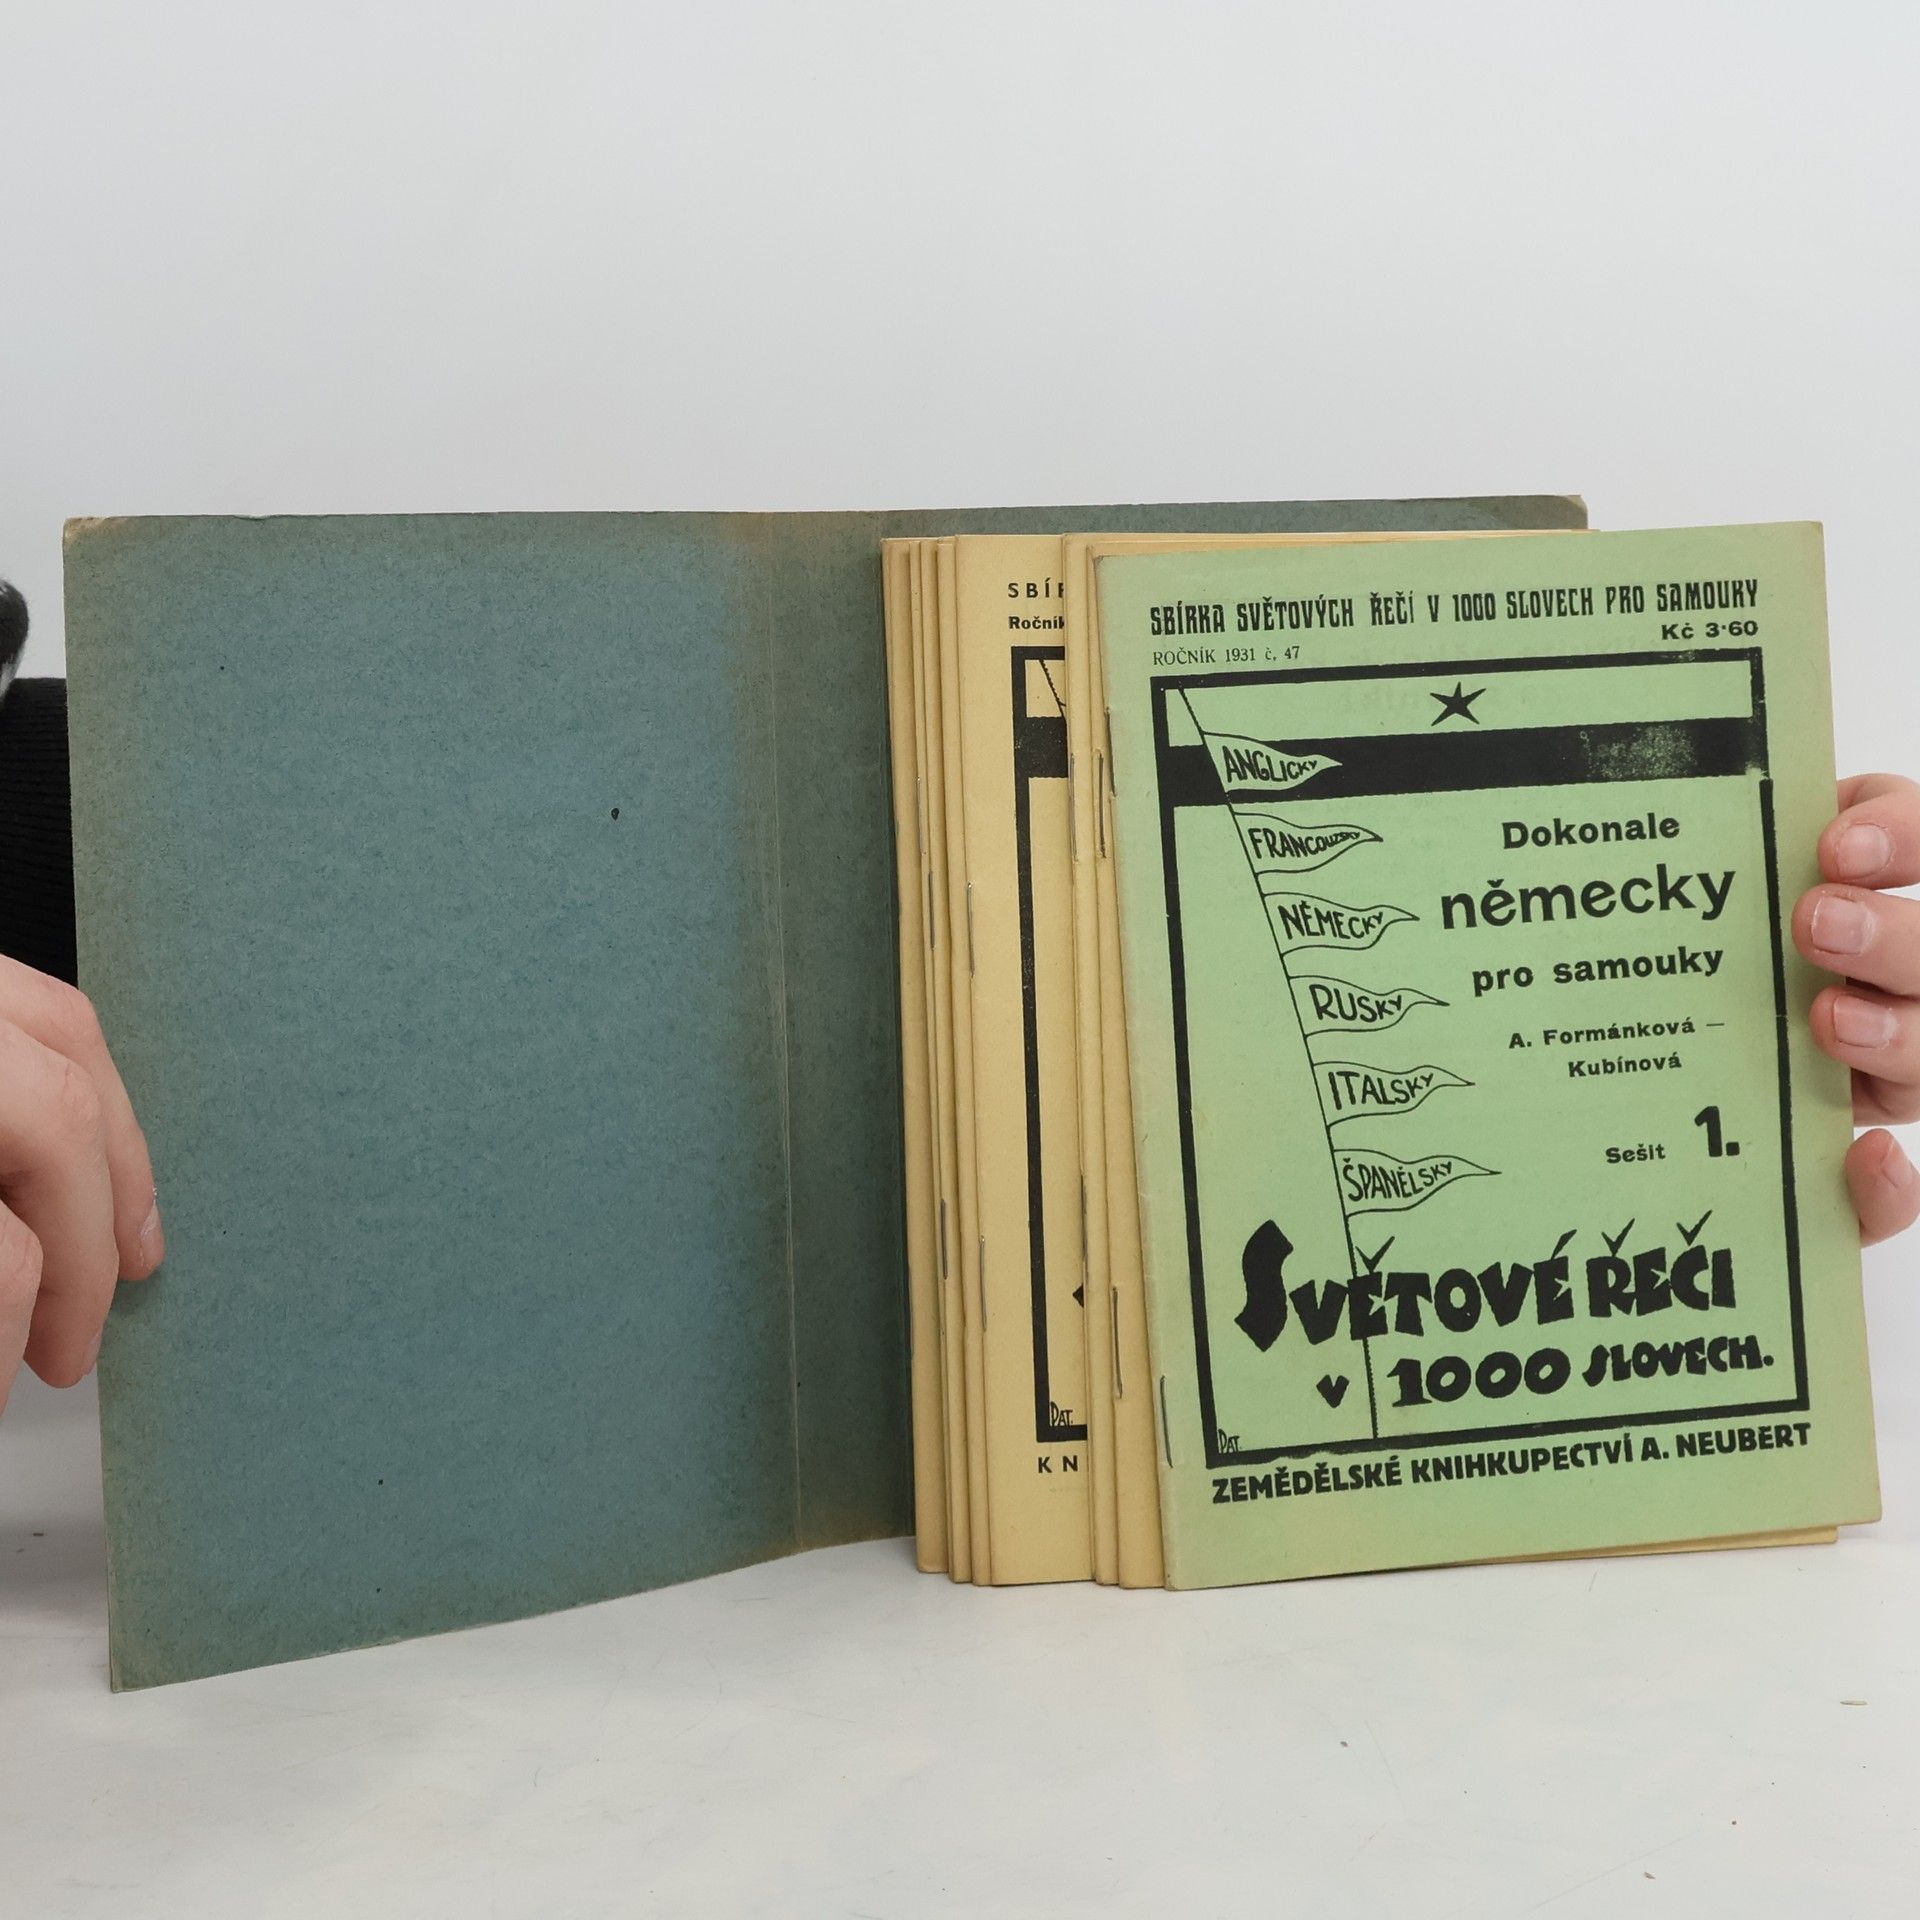 SBÍRKA SVĚTOVÝCH ŘEČÍ V 1000 SLOVECH PRO SAMOUKY
Kč 3·60
ROČNÍK 1931 č. 47
ANGLICKY
FRANCOUZSKY
NĚMECKY
RUSKY
ITALSKY
ŠPANĚLSKY
Dokonale
německy
pro samouky
A. Formánková –
Kubínová
Sešit 1.
SVĚTOVÉ ŘEČI
v 1000 SLOVECH.
PAT.
ZEMĚDĚLSKÉ KNIHKUPECTVÍ A. NEUBERT
Ročník
PAT.
KN